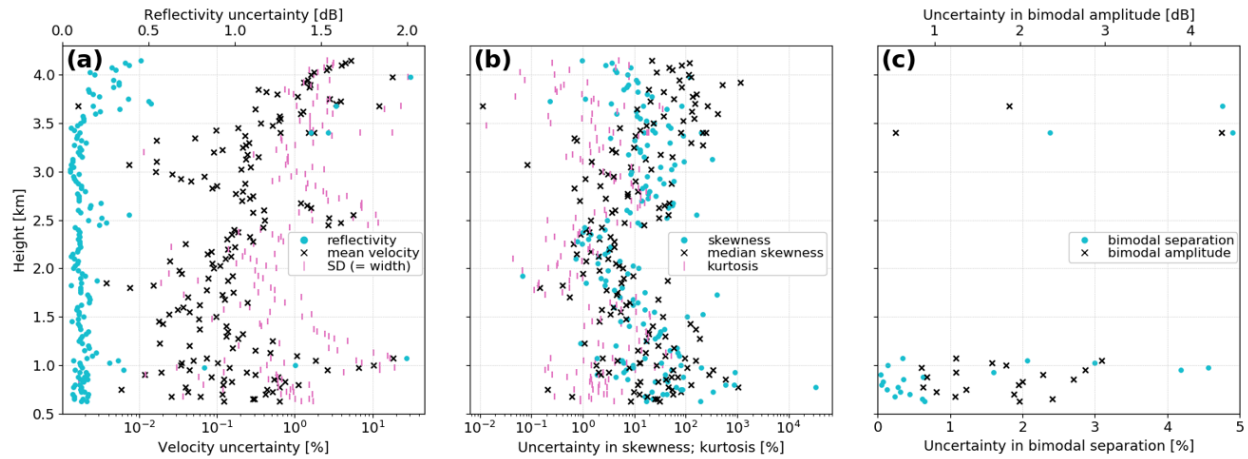 Reflectivity uncertainty [dB]
0.0 0.5 1.0 1.5 2.0
Uncertainty in bimodal amplitude [dB]
1 2 3 4
(a) (b) (c)
4.0
3.5
3.0
2.5
2.0
1.5
1.0
0.5
Height [km]
reflectivity
mean velocity
SD (= width)
skewness
median skewness
kurtosis
bimodal separation
bimodal amplitude
10⁻² 10⁻¹ 10⁰ 10¹
Velocity uncertainty [%]
10⁻² 10⁻¹ 10⁰ 10¹ 10² 10³ 10⁴
Uncertainty in skewness; kurtosis [%]
0 1 2 3 4 5
Uncertainty in bimodal separation [%]